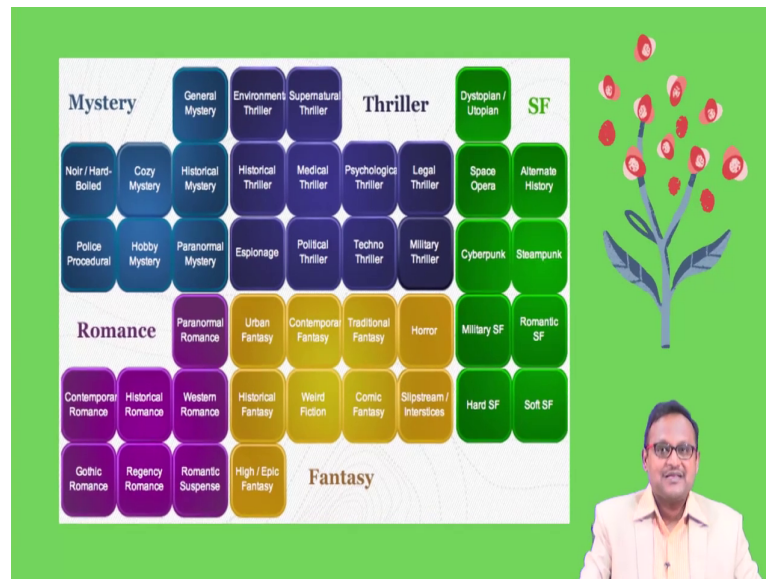 Mystery
General
Mystery
Environment
Thriller
Supernatural
Thriller
Thriller
Dystopian /
Utopian
SF
Noir / Hard-
Boiled
Cozy
Mystery
Historical
Mystery
Historical
Thriller
Medical
Thriller
Psychologica
Thriller
Legal
Thriller
Space
Opera
Alternate
History
Police
Procedural
Hobby
Mystery
Paranormal
Mystery
Espionage
Political
Thriller
Techno
Thriller
Military
Thriller
Cyberpunk
Steampunk
Romance
Paranormal
Romance
Urban
Fantasy
Contemporar
Fantasy
Traditional
Fantasy
Horror
Military SF
Romantic
SF
Contemporar
Romance
Historical
Romance
Western
Romance
Historical
Fantasy
Weird
Fiction
Comic
Fantasy
Slipstream /
Interstices
Hard SF
Soft SF
Gothic
Romance
Regency
Romance
Romantic
Suspense
High / Epic
Fantasy
Fantasy